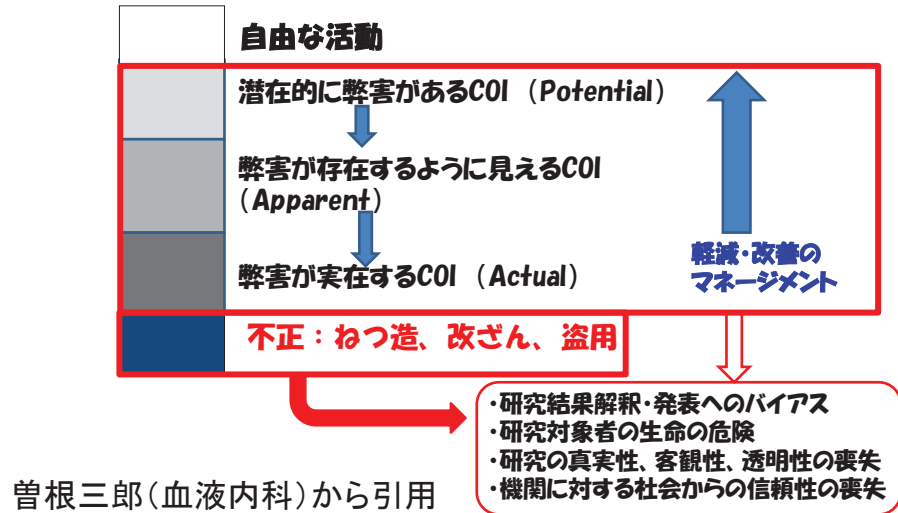 自由な活動
潜在的に弊害があるCOI （Potential）
弊害が存在するように見えるCOI
（Apparent）
弊害が実在するCOI （Actual）
軽減・改善の
マネージメント
不正：ねつ造、改ざん、盗用
・研究結果解釈・発表へのバイアス
・研究対象者の生命の危険
・研究の真実性、客観性、透明性の喪失
・機関に対する社会からの信頼性の喪失
曽根三郎（血液内科）から引用